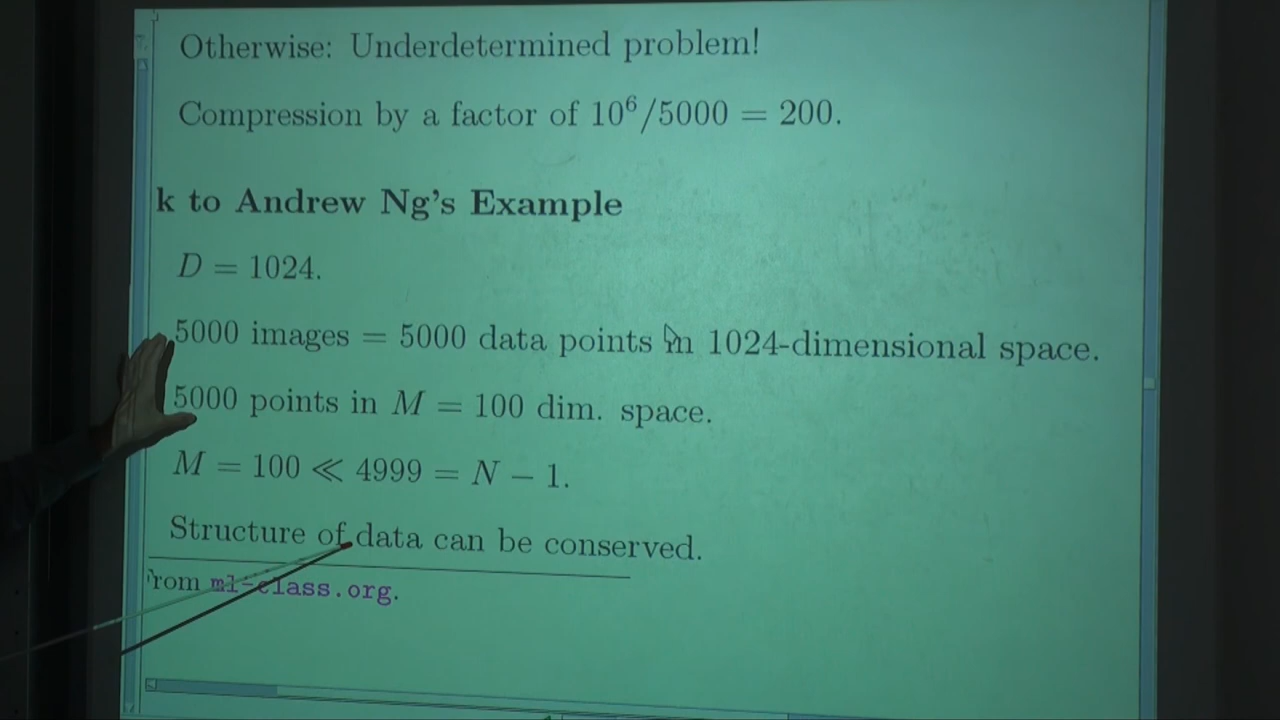 Otherwise: Underdetermined problem!
Compression by a factor of 10⁶/5000 = 200.
k to Andrew Ng's Example
D = 1024.
5000 images = 5000 data points in 1024-dimensional space.
5000 points in M = 100 dim. space.
M = 100 ≪ 4999 = N − 1.
Structure of data can be conserved.
rom ml-class.org.